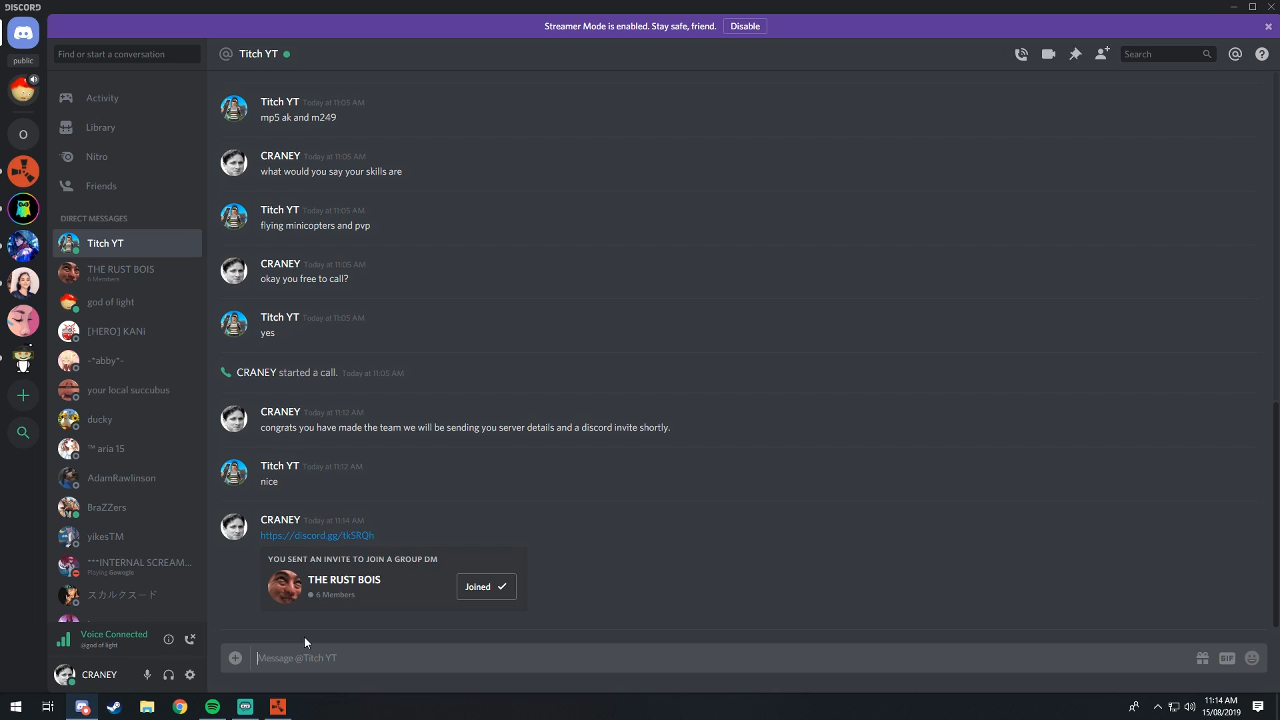 DISCORD
Streamer Mode is enabled. Stay safe, friend.
Disable
public
Find or start a conversation
Titch YT
Search
Activity
Library
Nitro
Friends
DIRECT MESSAGES
Titch YT
THE RUST BOIS
6 Members
god of light
[HERO] KANi
-*abby*-
your local succubus
ducky
™ aria 15
AdamRawlinson
BraZZers
yikesTM
***INTERNAL SCREAM...
Playing Gowogle
スカルクスード
Voice Connected
@god of light
CRANEY
O
Titch YT Today at 11:05 AM
mp5 ak and m249
CRANEY Today at 11:05 AM
what would you say your skills are
Titch YT Today at 11:05 AM
flying minicopters and pvp
CRANEY Today at 11:05 AM
okay you free to call?
Titch YT Today at 11:05 AM
yes
CRANEY started a call. Today at 11:05 AM
CRANEY Today at 11:12 AM
congrats you have made the team we will be sending you server details and a discord invite shortly.
Titch YT Today at 11:12 AM
nice
CRANEY Today at 11:14 AM
https://discord.gg/tkSRQh
YOU SENT AN INVITE TO JOIN A GROUP DM
THE RUST BOIS
6 Members
Joined
Message @Titch YT
GIF
11:14 AM
15/08/2019